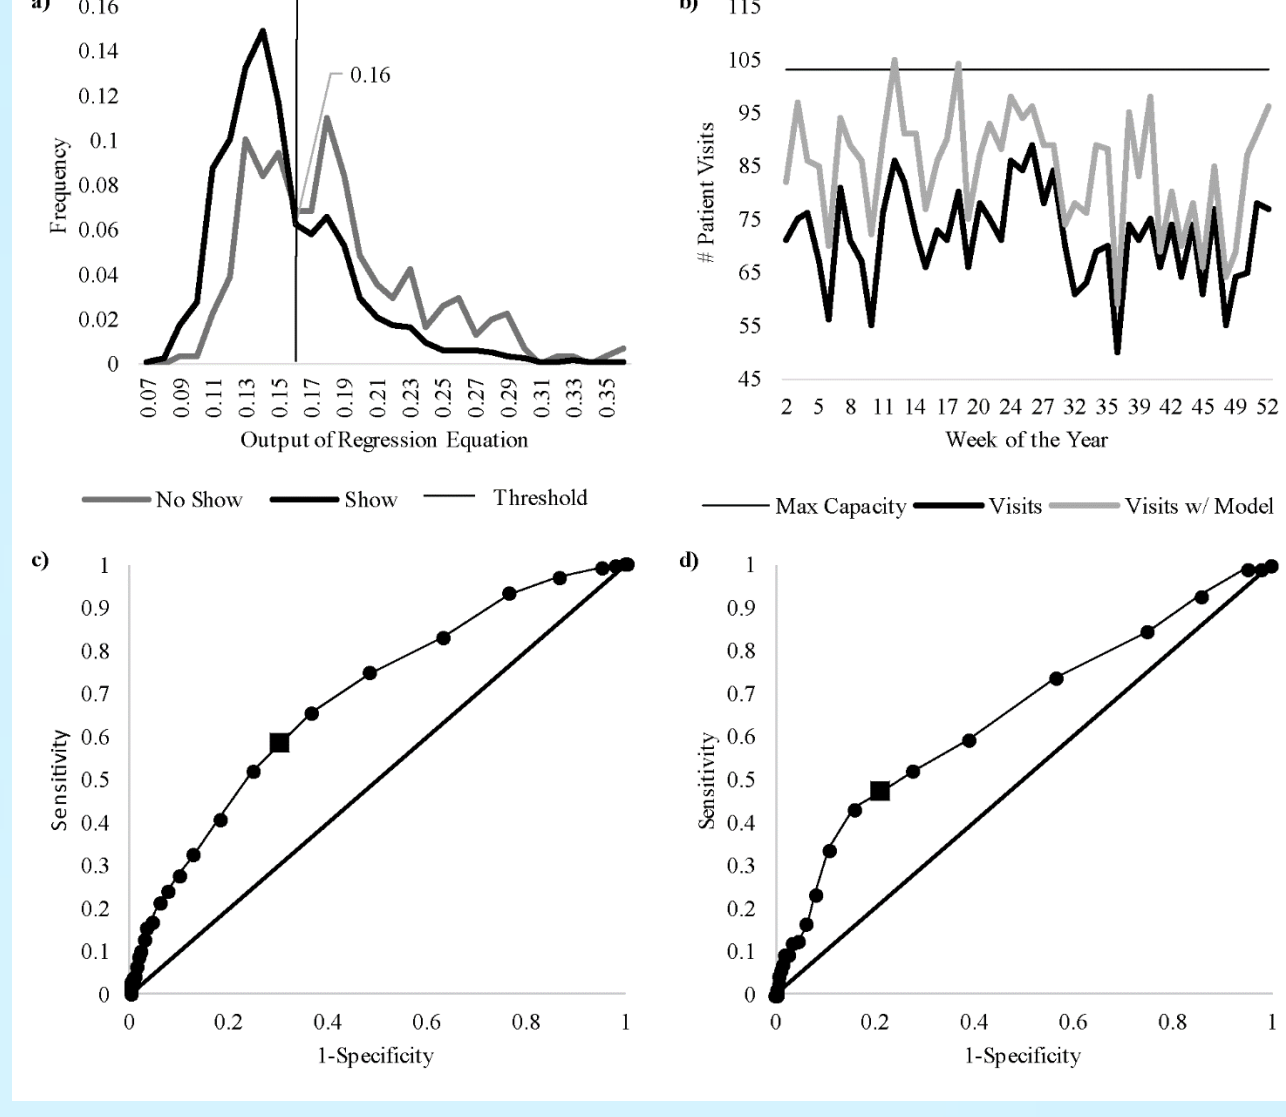 a)
0.16
0.14
0.12
0.1
0.08
0.06
0.04
0.02
0
Frequency
0.16
0.07 0.09 0.11 0.13 0.15 0.17 0.19 0.21 0.23 0.25 0.27 0.29 0.31 0.33 0.35
Output of Regression Equation
No Show Show Threshold
b)
115
105
95
85
75
65
55
45
# Patient Visits
2 5 8 11 14 17 20 24 27 32 35 39 42 45 49 52
Week of the Year
Max Capacity Visits Visits w/ Model
c)
1
0.9
0.8
0.7
0.6
0.5
0.4
0.3
0.2
0.1
0
Sensitivity
0 0.2 0.4 0.6 0.8 1
1-Specificity
d)
1
0.9
0.8
0.7
0.6
0.5
0.4
0.3
0.2
0.1
0
Sensitivity
0 0.2 0.4 0.6 0.8 1
1-Specificity